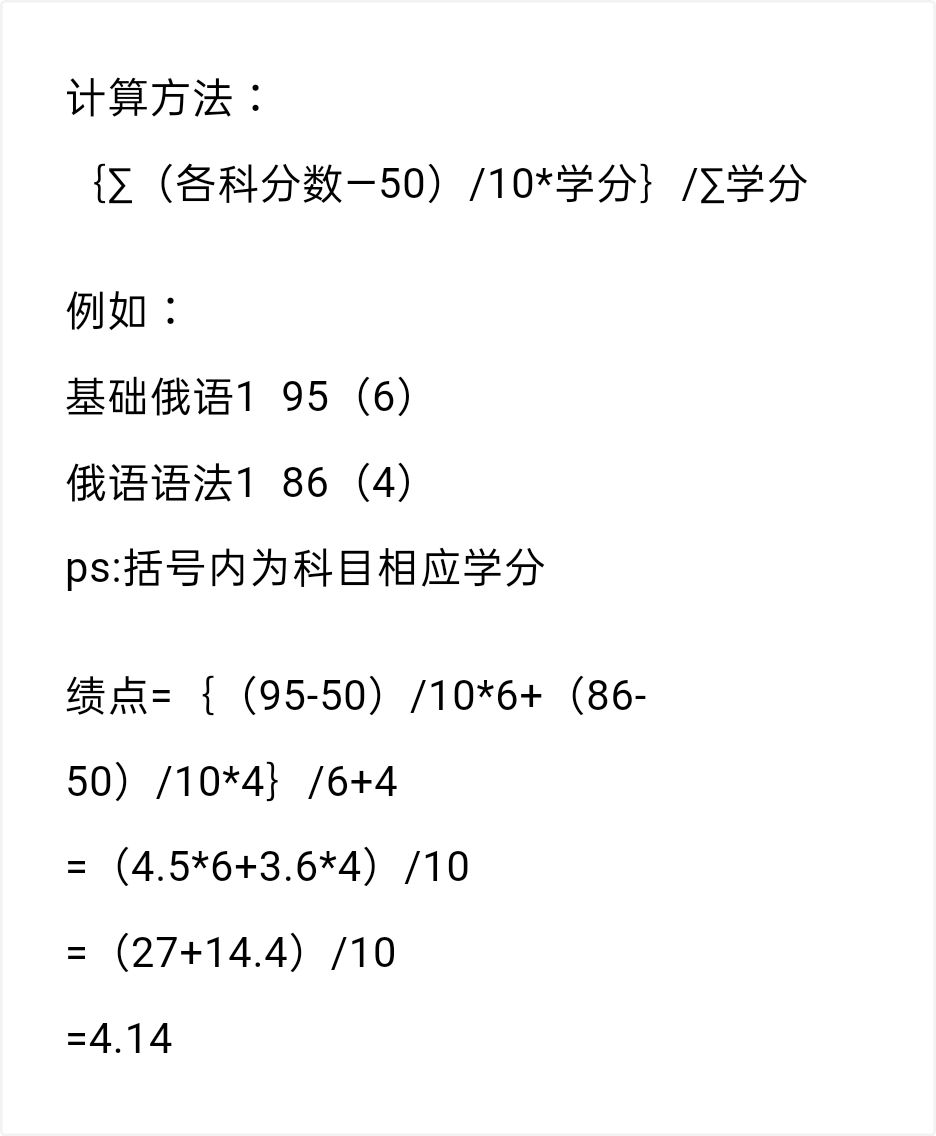 计算方法：
｛∑（各科分数—50）/10*学分｝/∑学分
例如：
基础俄语1  95（6）
俄语语法1  86（4）
ps:括号内为科目相应学分
绩点=｛（95-50）/10*6+（86-
50）/10*4｝/6+4
=（4.5*6+3.6*4）/10
=（27+14.4）/10
=4.14